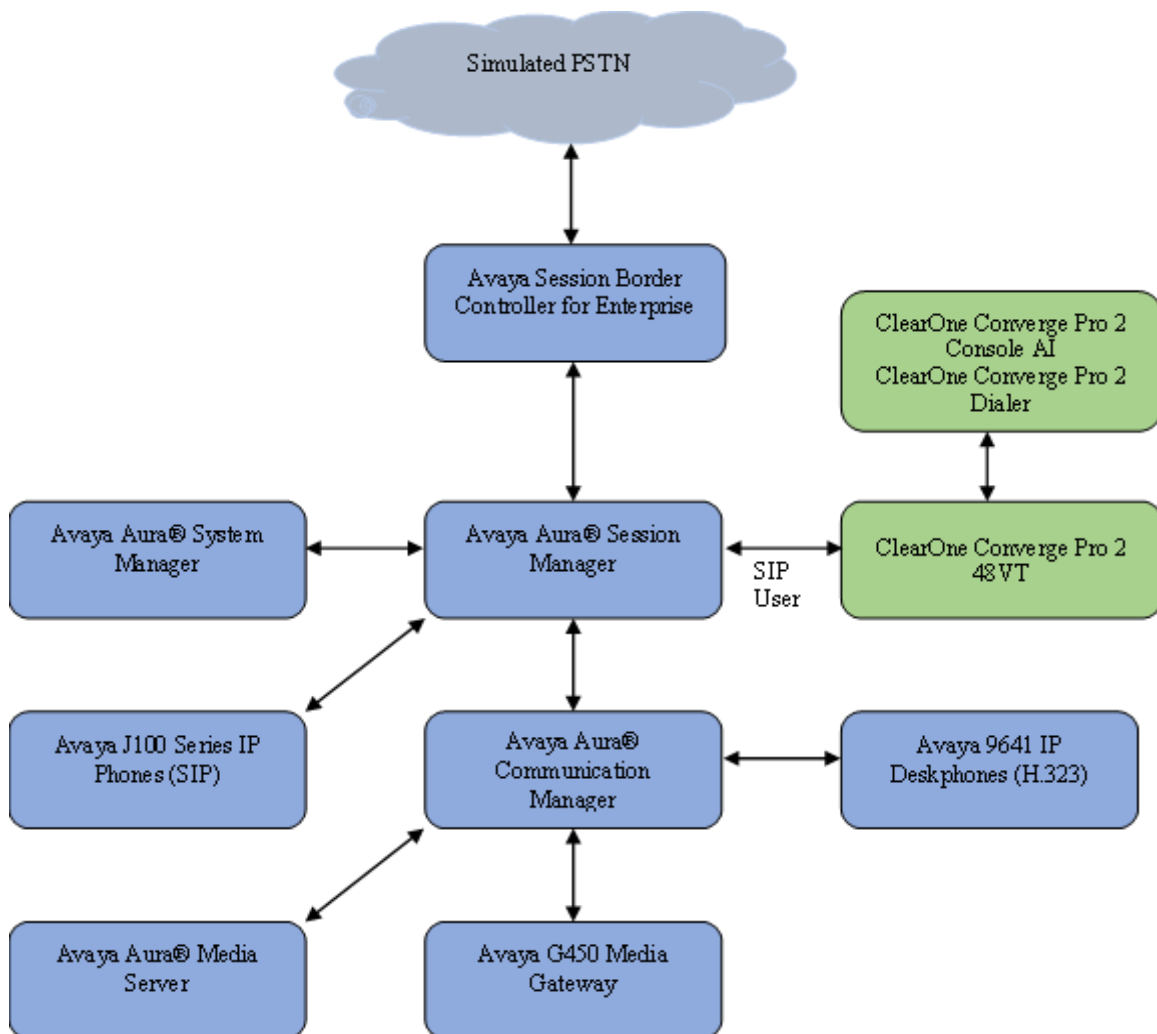 Simulated PSTN
Avaya Session Border
Controller for Enterprise
ClearOne Converge Pro 2
Console AI
ClearOne Converge Pro 2
Dialer
Avaya Aura® System
Manager
Avaya Aura® Session
Manager
SIP
User
ClearOne Converge Pro 2
48VT
Avaya J100 Series IP
Phones (SIP)
Avaya Aura®
Communication
Manager
Avaya 9641 IP
Deskphones (H.323)
Avaya Aura® Media
Server
Avaya G450 Media
Gateway